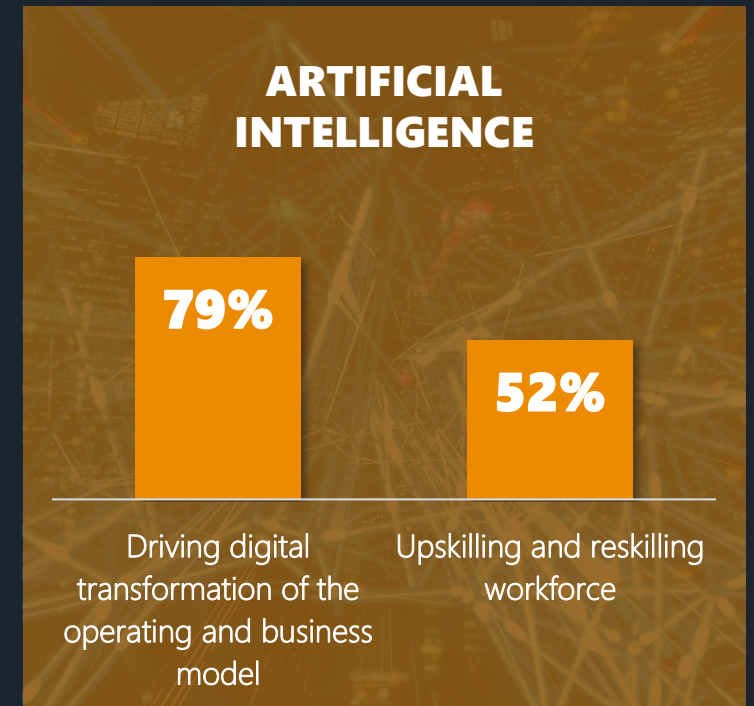 ARTIFICIAL
INTELLIGENCE
79%
52%
Driving digital
transformation of the
operating and business
model
Upskilling and reskilling
workforce